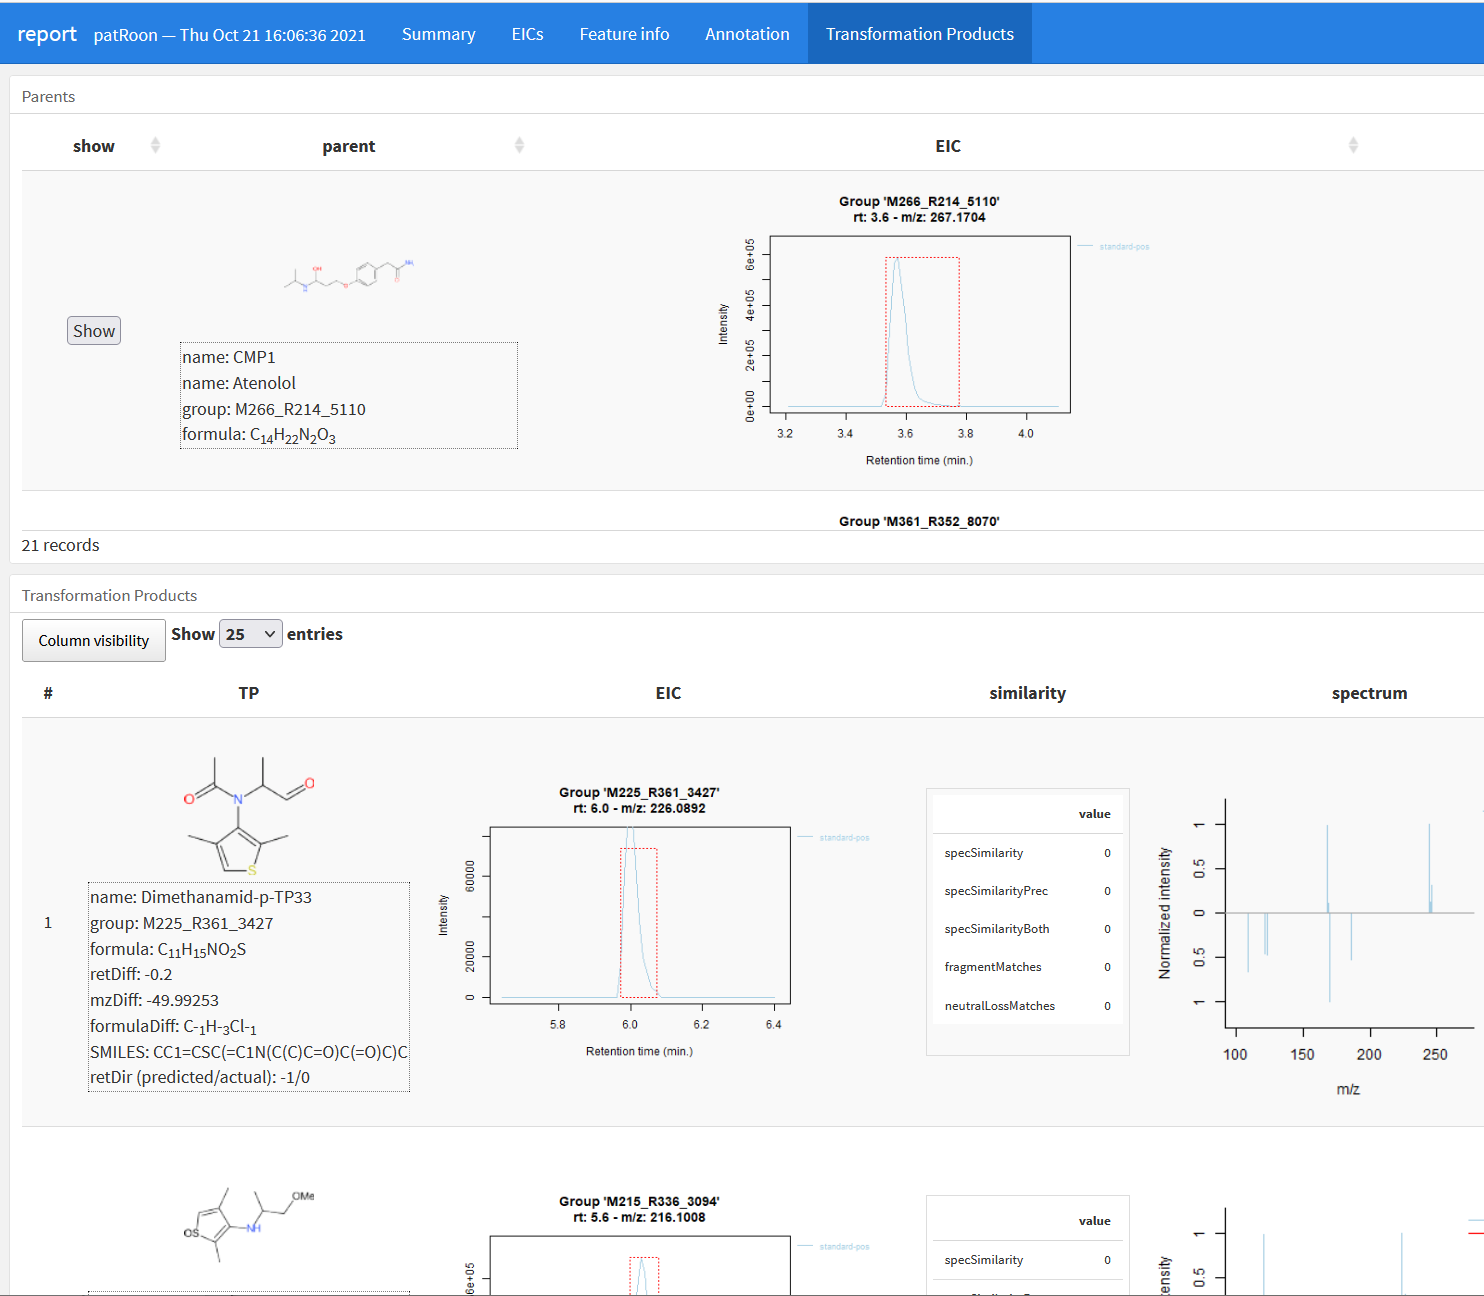 report patRoon — Thu Oct 21 16:06:36 2021 Summary EICs Feature info Annotation Transformation Products
Parents
show parent EIC
Group 'M266_R214_5110'
rt: 3.6 - m/z: 267.1704
standard-pos
OH
O
Intensity
0e+00 2e+05 4e+05 6e+05
3.2 3.4 3.6 3.8 4.0
Retention time (min.)
Show
name: CMP1
name: Atenolol
group: M266_R214_5110
formula: C14H22N2O3
Group 'M361_R352_8070'
21 records
Transformation Products
Column visibility Show 25 entries
# TP EIC similarity spectrum
1
O N O
S
name: Dimethanamid-p-TP33
group: M225_R361_3427
formula: C11H15NO2S
retDiff: -0.2
mzDiff: -49.99253
formulaDiff: C-1H-3Cl-1
SMILES: CC1=CSC(=C1N(C(C)C=O)C(=O)C)C
retDir (predicted/actual): -1/0
Group 'M225_R361_3427'
rt: 6.0 - m/z: 226.0892
standard-pos
Intensity
0 20000 60000
5.8 6.0 6.2 6.4
Retention time (min.)
value
specSimilarity 0
specSimilarityPrec 0
specSimilarityBoth 0
fragmentMatches 0
neutralLossMatches 0
Normalized intensity
1 0.5 0 0.5 1
100 150 200 250
m/z
OMe
NH
OS
Group 'M215_R336_3094'
rt: 5.6 - m/z: 216.1008
standard-pos
6e+05
value
specSimilarity 0
1
0.5